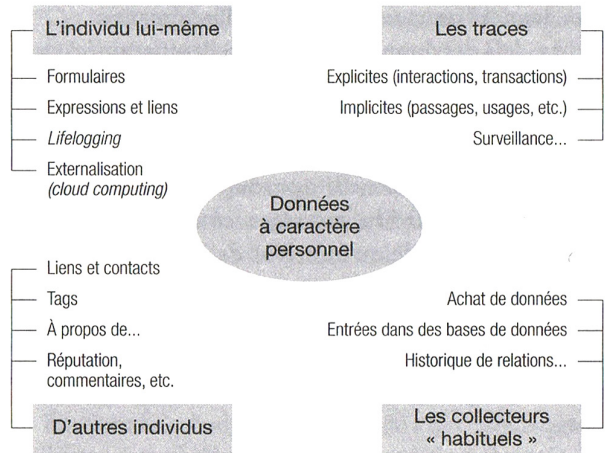 L'individu lui-même
Formulaires
Expressions et liens
Lifelogging
Externalisation
(cloud computing)
Les traces
Explicites (interactions, transactions)
Implicites (passages, usages, etc.)
Surveillance...
Données
à caractère
personnel
Liens et contacts
Tags
À propos de...
Réputation,
commentaires, etc.
D'autres individus
Achat de données
Entrées dans des bases de données
Historique de relations...
Les collecteurs
« habituels »